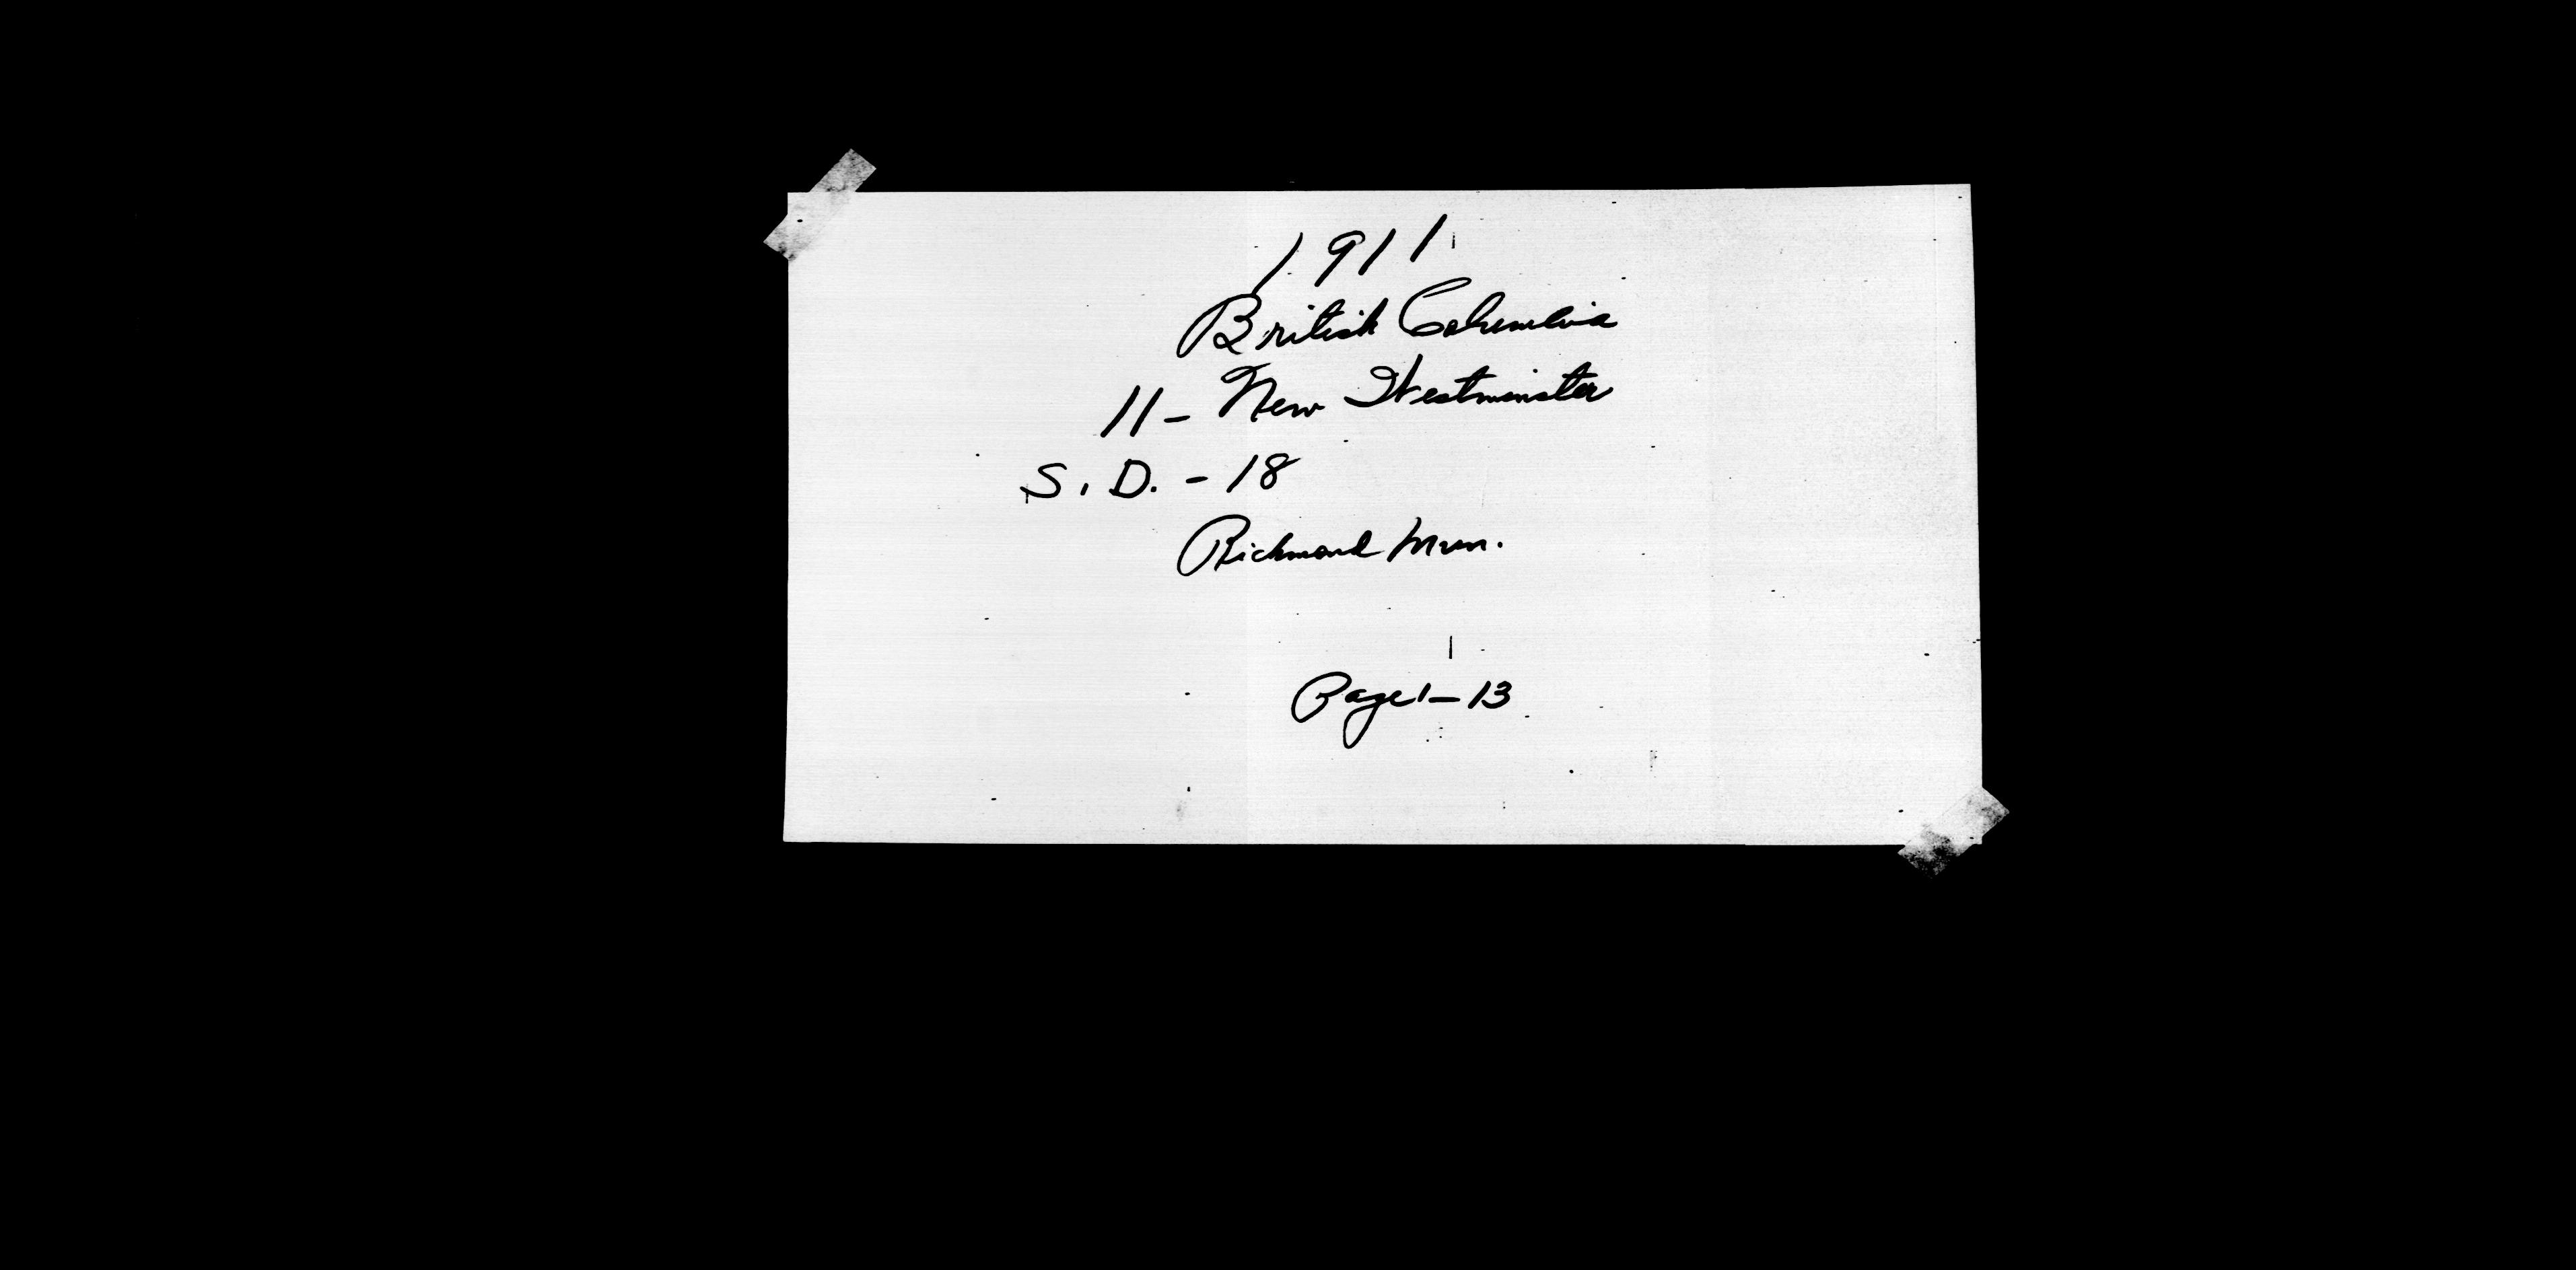 1911
British Columbia
11- New Westminster
S. D. - 18
Richmond Mun.
Page 1-13